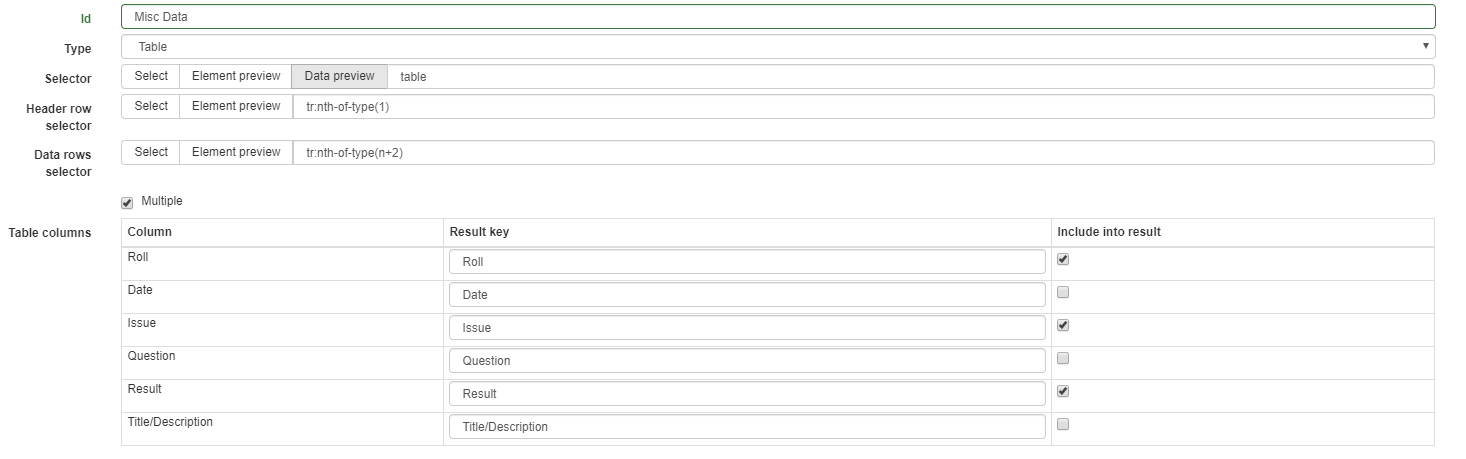 Id Misc Data
Type Table
Selector Select Element preview Data preview table
Header row selector Select Element preview tr:nth-of-type(1)
Data rows selector Select Element preview tr:nth-of-type(n+2)
Multiple
Table columns Column Result key Include into result
Roll Roll
Date Date
Issue Issue
Question Question
Result Result
Title/Description Title/Description